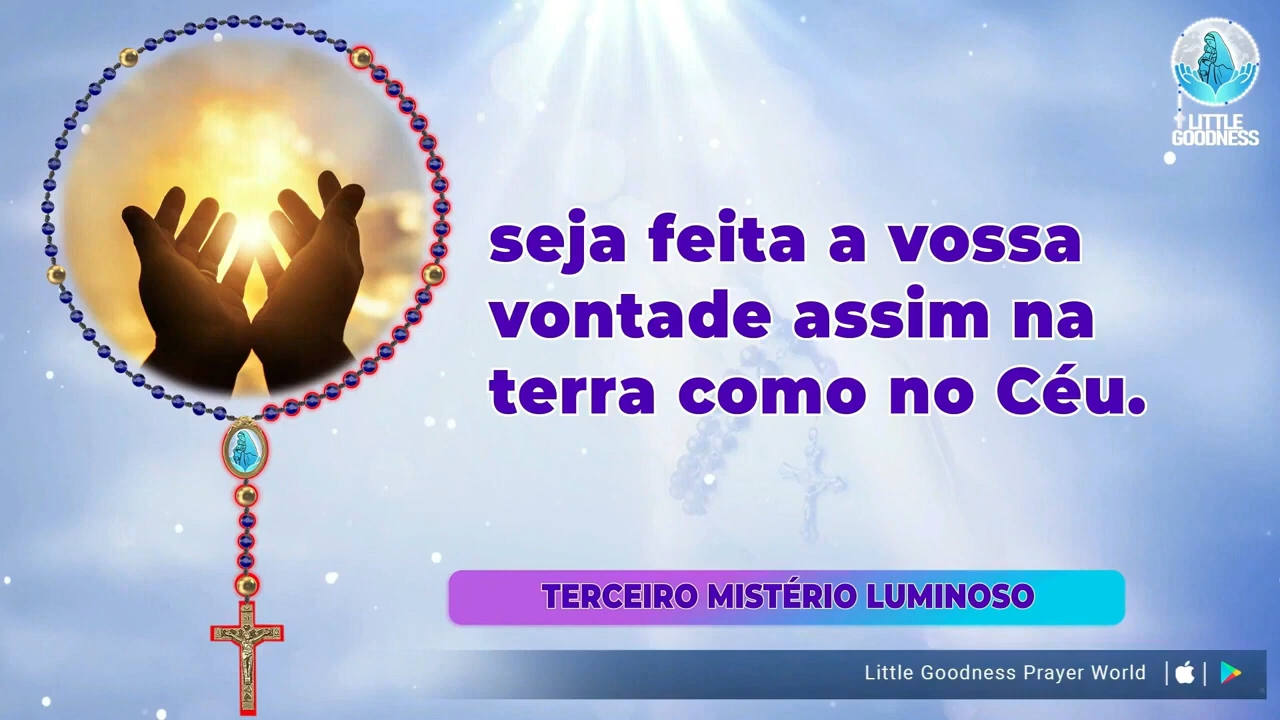 LITTLE
GOODNESS
seja feita a vossa
vontade assim na
terra como no Céu.
TERCEIRO MISTÉRIO LUMINOSO
Little Goodness Prayer World